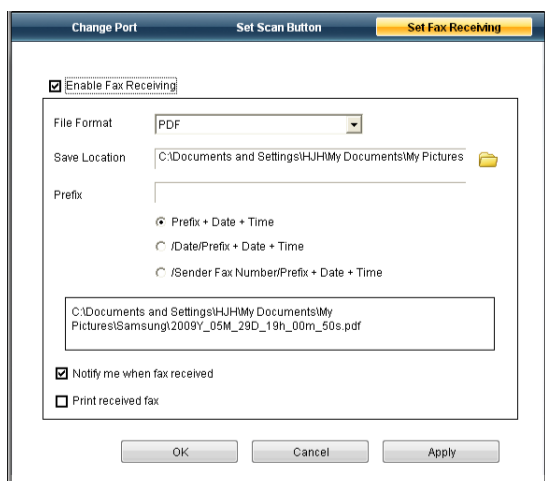 Change Port Set Scan Button Set Fax Receiving
Enable Fax Receiving
File Format PDF
Save Location C:\Documents and Settings\HJH\My Documents\My Pictures
Prefix
Prefix + Date + Time
/Date/Prefix + Date + Time
/Sender Fax Number/Prefix + Date + Time
C:\Documents and Settings\HJH\My Documents\My
Pictures\Samsung\2009Y_05M_29D_19h_00m_50s.pdf
Notify me when fax received
Print received fax
OK Cancel Apply